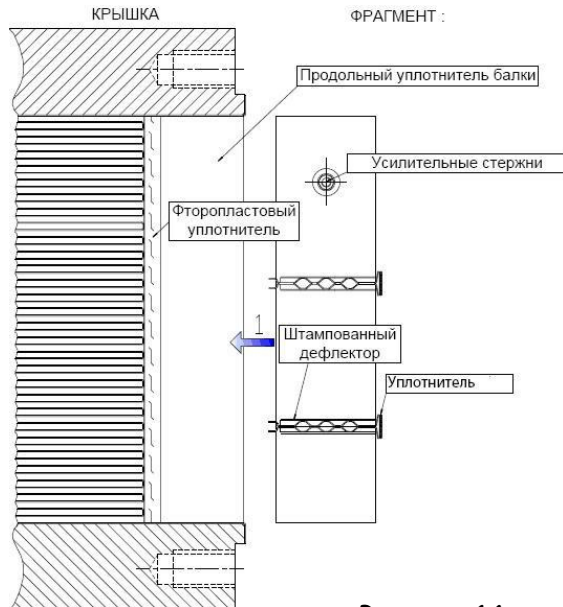 КРЫШКА
ФРАГМЕНТ :
Продольный уплотнитель балки
Усилительные стержни
Фторопластовый
уплотнитель
1
Штампованный
дефлектор
Уплотнитель